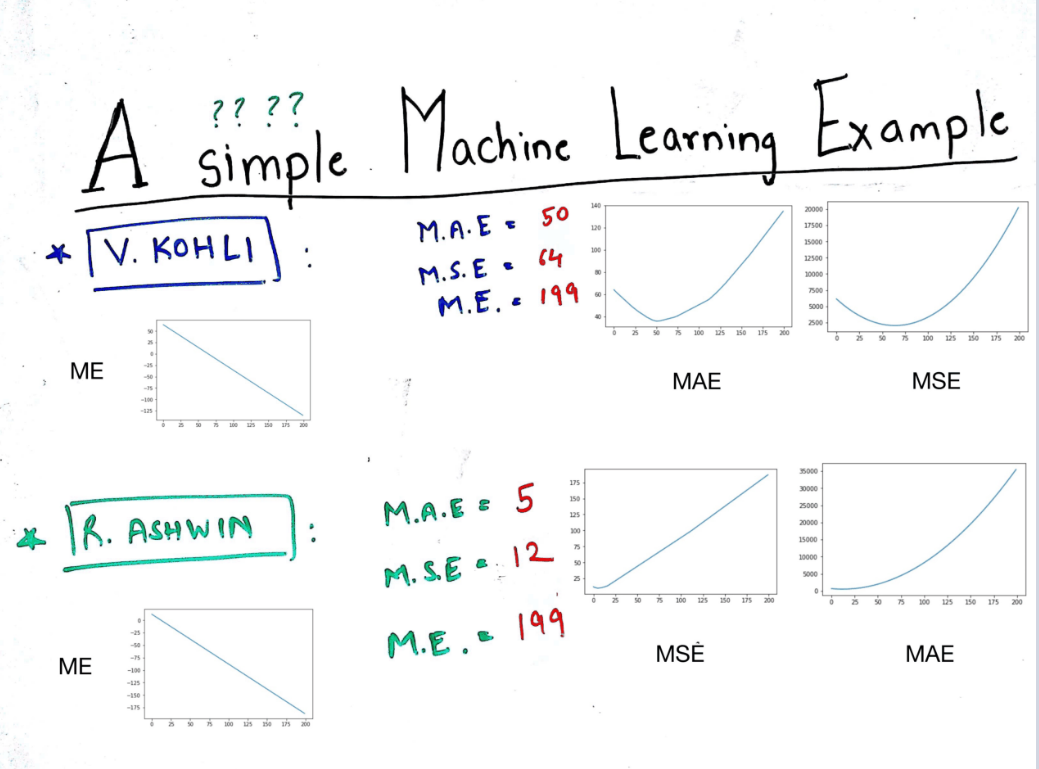 ? ? ? ?
A simple Machine Learning Example
* V. KOHLI :
M.A.E = 50
M.S.E = 64
M.E. = 199
140
120
100
80
60
40
0 25 50 75 100 125 150 175 200
MAE
20000
17500
15000
12500
10000
7500
5000
2500
0 25 50 75 100 125 150 175 200
MSE
ME
50
25
0
-25
-50
-75
-100
-125
0 25 50 75 100 125 150 175 200
* R. ASHWIN :
M.A.E = 5
M.S.E = 12
M.E. = 199
175
150
125
100
75
50
25
0 25 50 75 100 125 150 175 200
MSE
35000
30000
25000
20000
15000
10000
5000
0
0 25 50 75 100 125 150 175 200
MAE
ME
0
-25
-50
-75
-100
-125
-150
-175
0 25 50 75 100 125 150 175 200